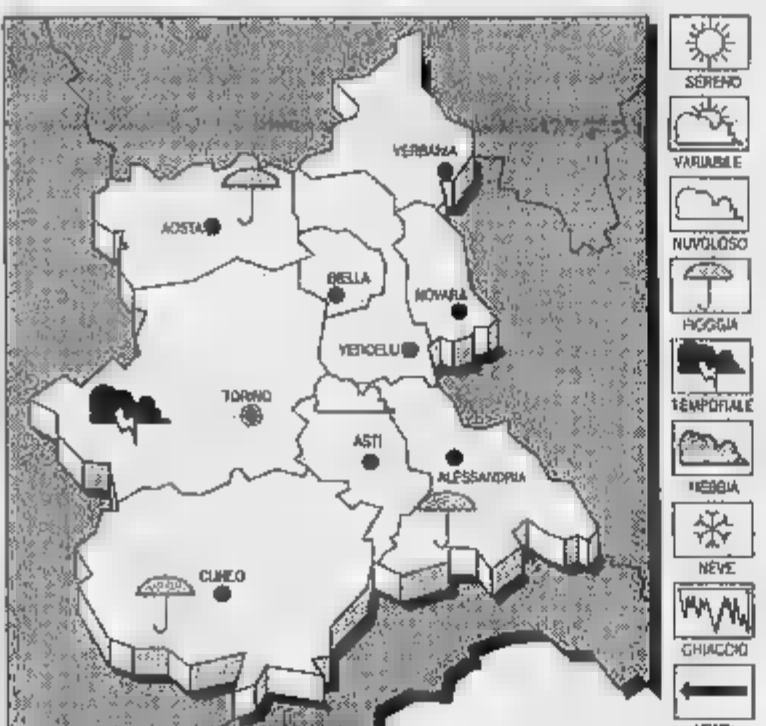 SERENO
VARIABILE
NUVOLOSO
PIOGGIA
TEMPORALE
NEBBIA
NEVE
GHIACCIO
VERBANIA
AOSTA
BIELLA
NOVARA
VERCELLI
TORINO
ASTI
ALESSANDRIA
CUNEO